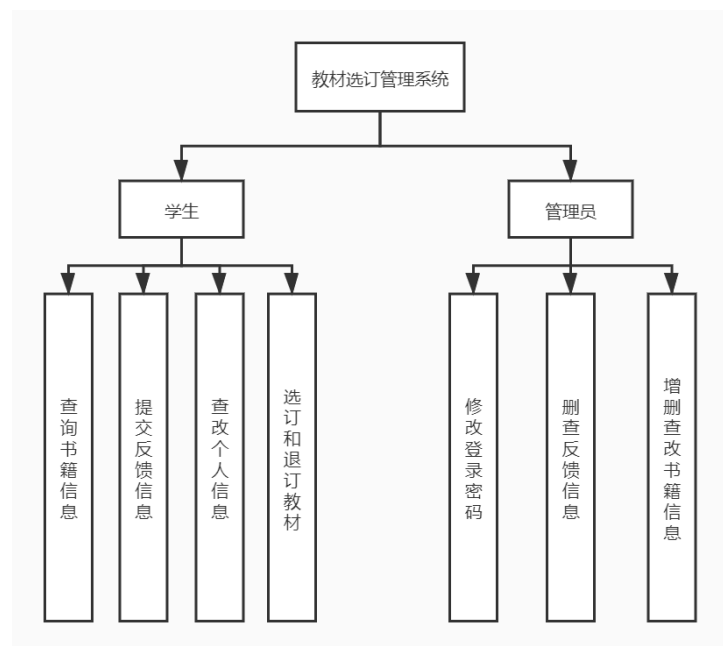 教材选订管理系统
学生
管理员
查询书籍信息
提交反馈信息
查改个人信息
选订和退订教材
修改登录密码
删查反馈信息
增删查改书籍信息